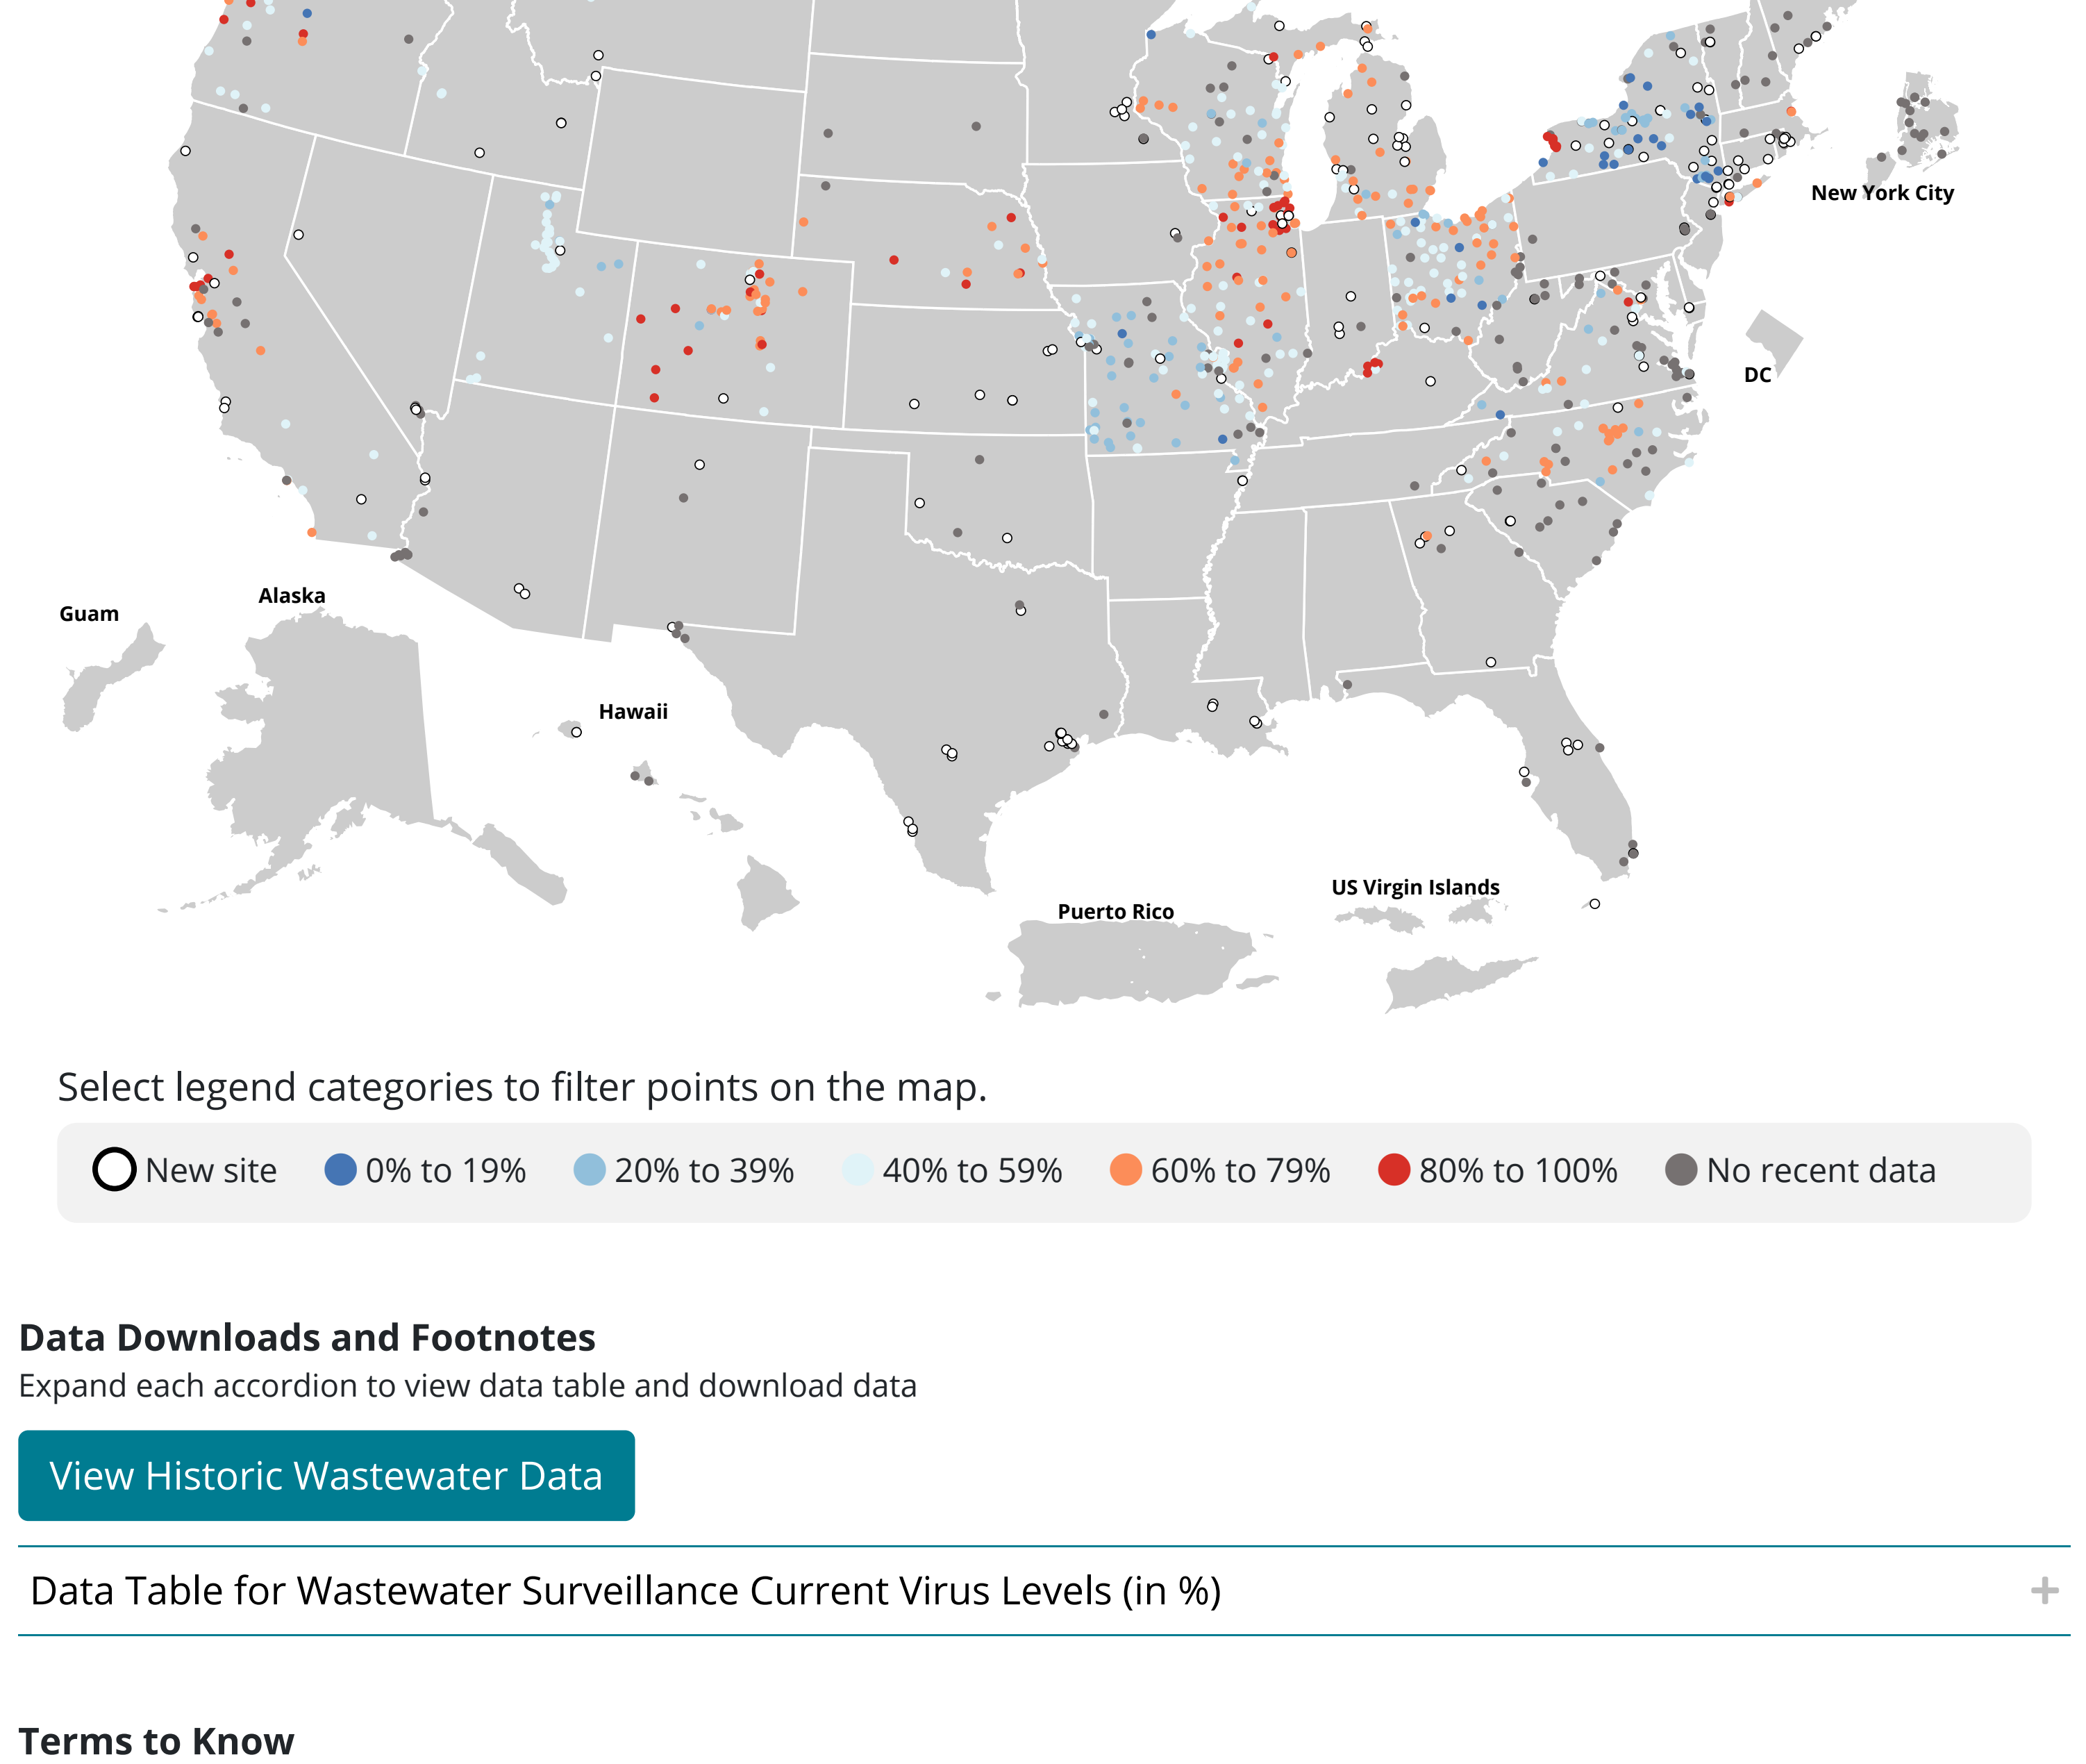 New York City
DC
Alaska
Guam
Hawaii
US Virgin Islands
Puerto Rico
Select legend categories to filter points on the map.
New site 0% to 19% 20% to 39% 40% to 59% 60% to 79% 80% to 100% No recent data
Data Downloads and Footnotes
Expand each accordion to view data table and download data
View Historic Wastewater Data
Data Table for Wastewater Surveillance Current Virus Levels (in %)
Terms to Know